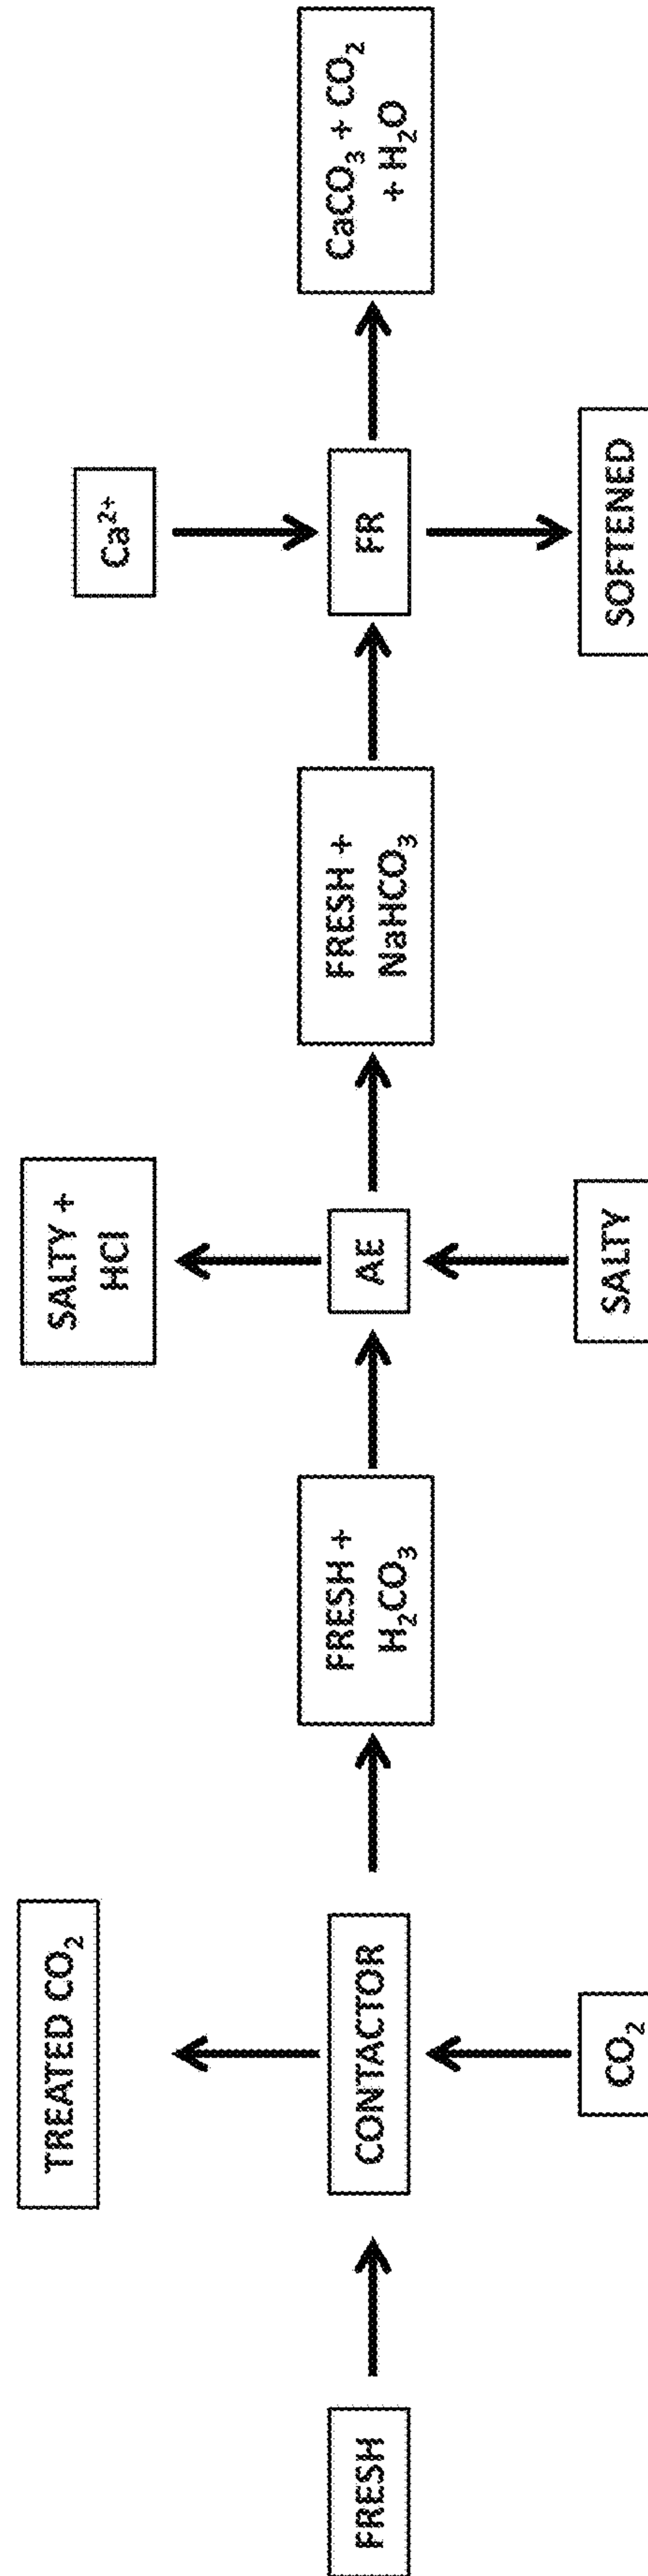 FRESH
TREATED CO₂
CONTACTOR
CO₂
FRESH +
H₂CO₃
SALTY +
HCl
AE
SALTY
FRESH +
NaHCO₃
Ca²⁺
FR
SOFTENED
CaCO₃ + CO₂
+ H₂O